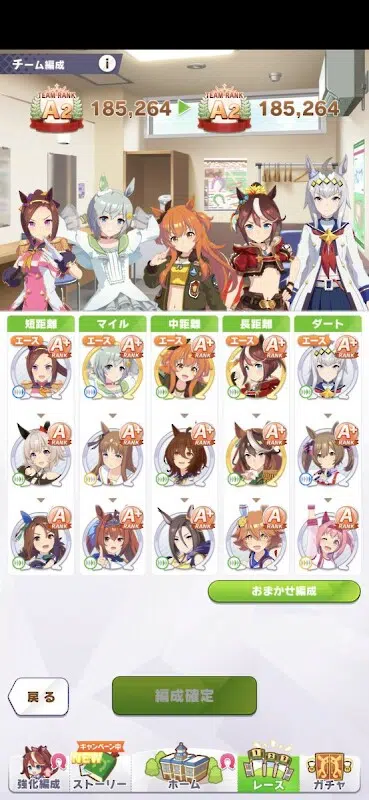 チーム編成 i
TEAM RANK A2 185,264 TEAM RANK A2 185,264
短距離 マイル 中距離 長距離 ダート
エース A+ RANK エース A+ RANK エース A+ RANK エース A+ RANK エース A+ RANK
A+ RANK A+ RANK A+ RANK A+ RANK A+ RANK
A RANK A RANK A RANK A RANK A RANK
おまかせ編成
戻る 編成確定
キャンペーン中
NEW
強化編成 ストーリー ホーム レース ガチャ